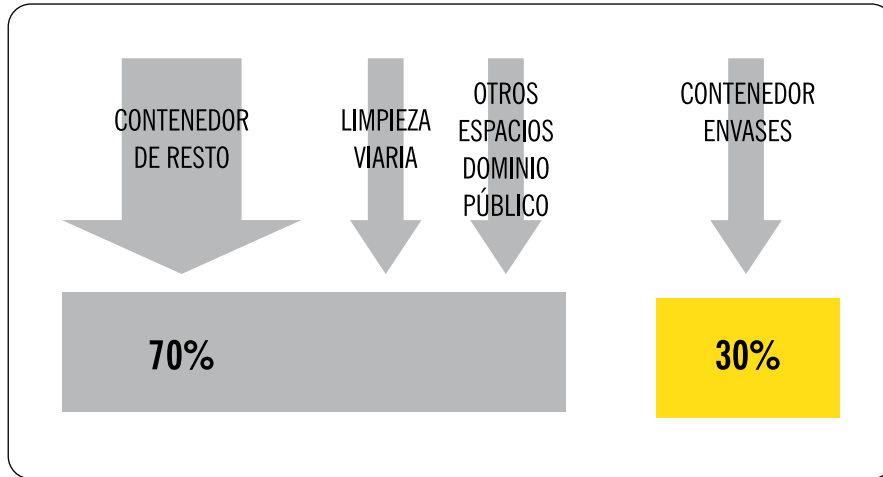 CONTENEDOR
DE RESTO
LIMPIEZA
VIARIA
OTROS
ESPACIOS
DOMINIO
PÚBLICO
CONTENEDOR
ENVASES
70%
30%